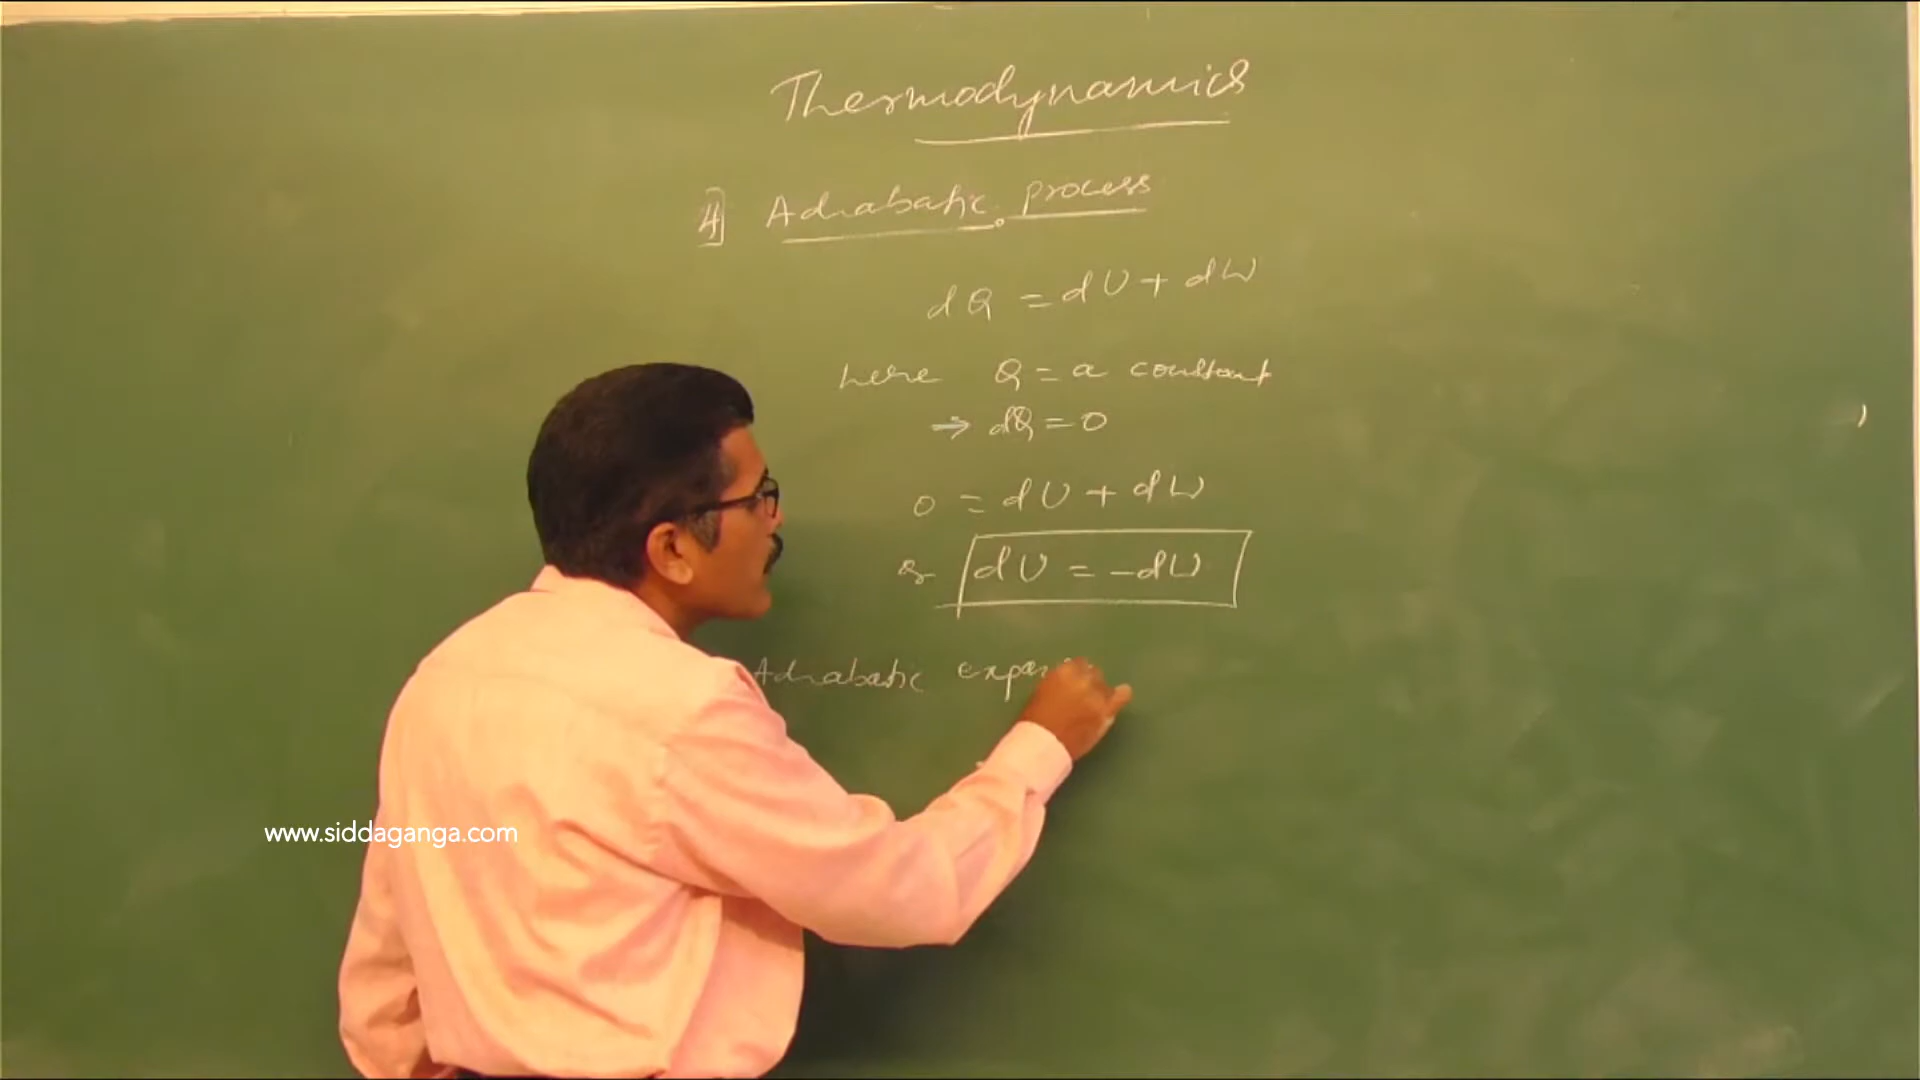 Thermodynamics
4] Adiabatic process
dQ = dU + dW
here Q = a constant
→ dQ = 0
0 = dU + dW
or dU = -dW
Adiabatic expansi
www.siddaganga.com